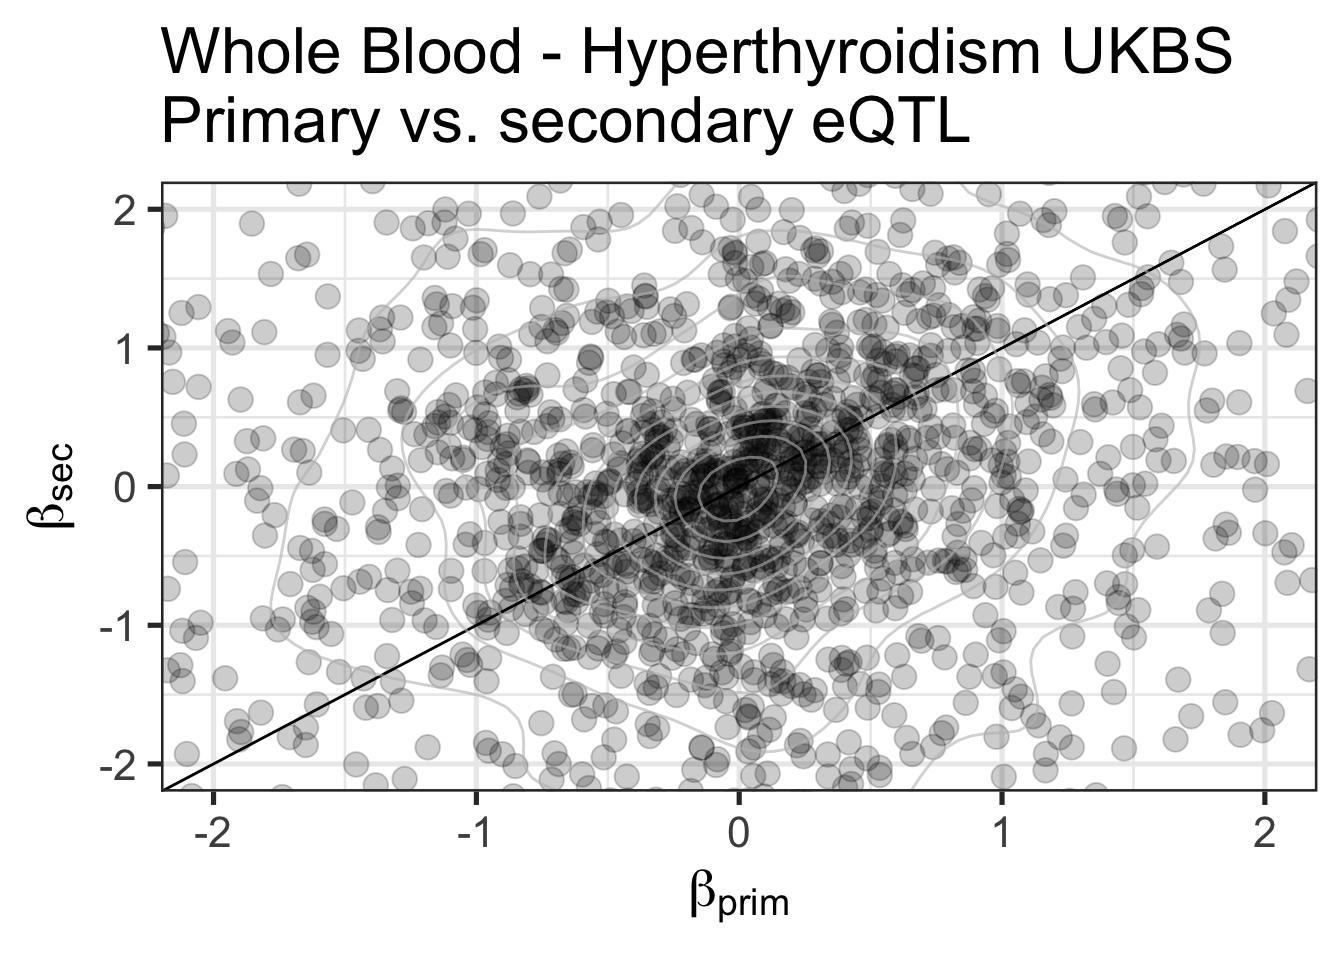 Whole Blood - Hyperthyroidism UKBS
Primary vs. secondary eQTL
2
1
0
-1
-2
βsec
-2 -1 0 1 2
βprim